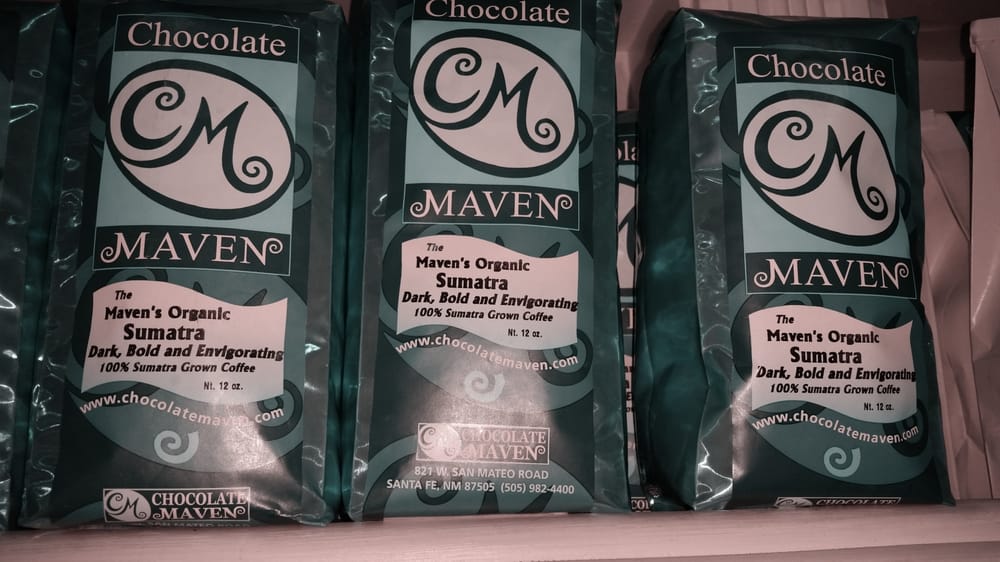 Chocolate
CM
MAVEN
The
Maven's Organic
Sumatra
Dark, Bold and Envigorating
100% Sumatra Grown Coffee
Nt. 12 oz.
www.chocolatemaven.com
CM CHOCOLATE
MAVEN
Chocolate
CM
MAVEN
The
Maven's Organic
Sumatra
Dark, Bold and Envigorating
100% Sumatra Grown Coffee
Nt. 12 oz.
www.chocolatemaven.com
CM CHOCOLATE
MAVEN
821 W. SAN MATEO ROAD
SANTA FE, NM 87505 (505) 982-4400
Chocolate
CM
MAVEN
The
Maven's Organic
Sumatra
Dark, Bold and Envigorating
100% Sumatra Grown Coffee
Nt. 12 oz.
www.chocolatemaven.com
CHOCOLATE